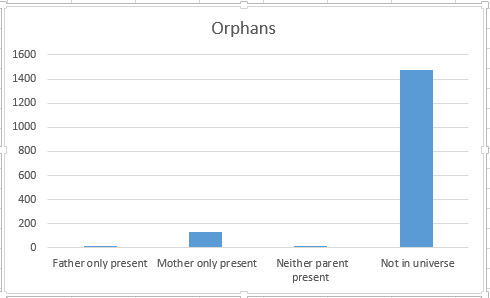 Orphans
1600
1400
1200
1000
800
600
400
200
0
Father only present
Mother only present
Neither parent
present
Not in universe